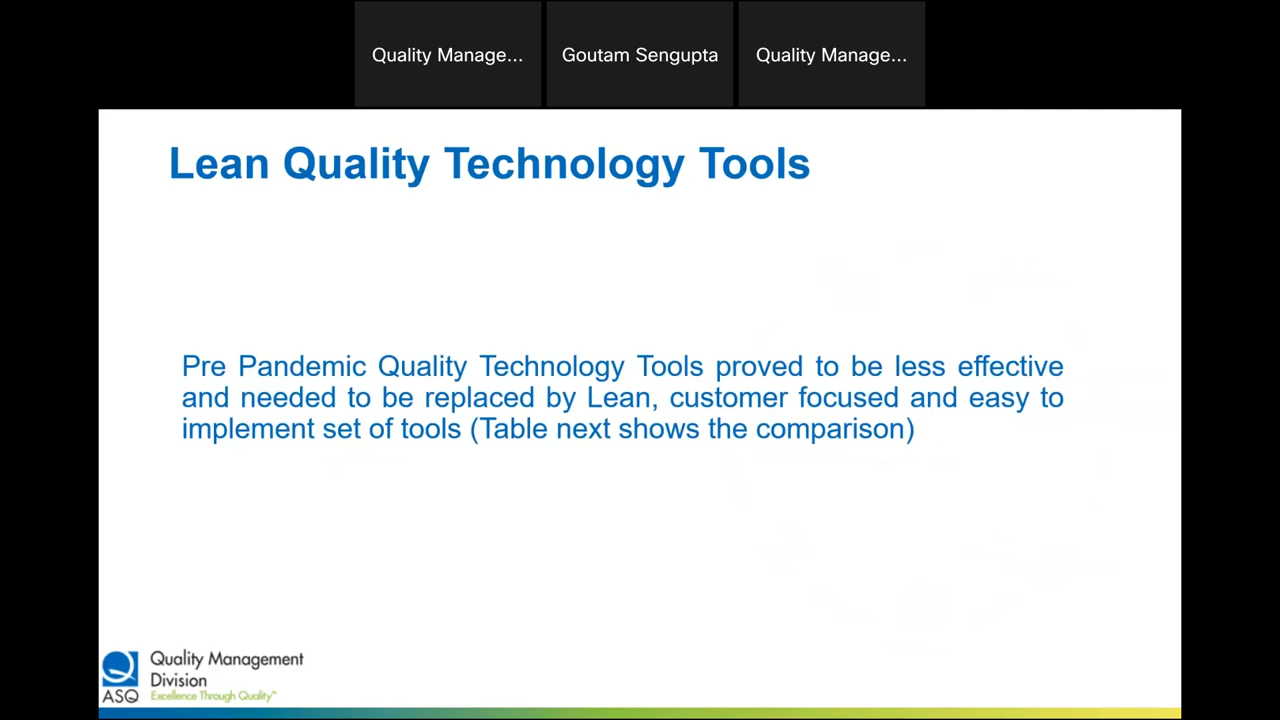 Quality Manage...
Goutam Sengupta
Quality Manage...
Lean Quality Technology Tools
Pre Pandemic Quality Technology Tools proved to be less effective
and needed to be replaced by Lean, customer focused and easy to
implement set of tools (Table next shows the comparison)
Quality Management
Division
ASQ Excellence Through Quality™